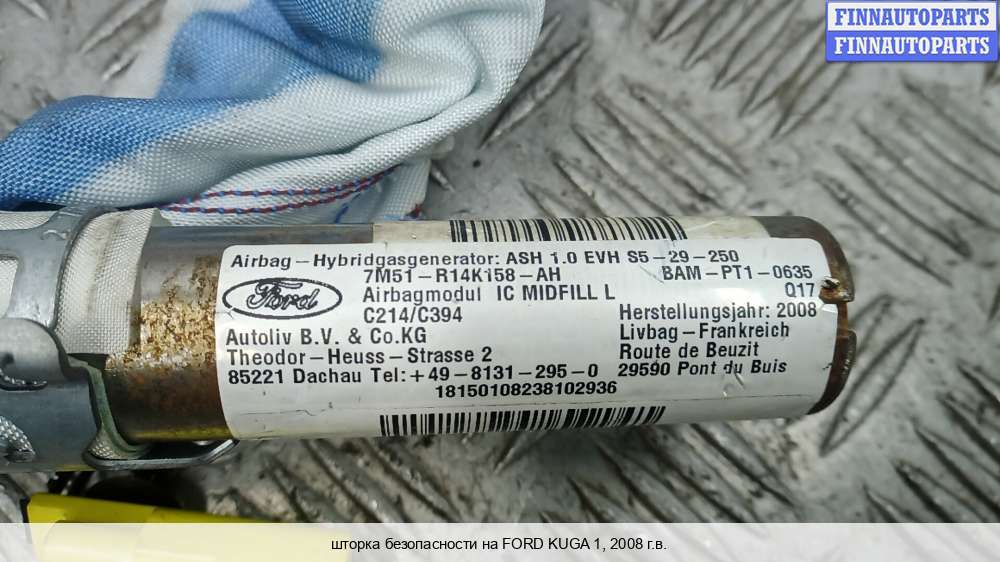 FINNAUTOPARTS
FINNAUTOPARTS
Airbag-Hybridgasgenerator: ASH 1.0 EVH S5-29-250
7M51-R14K158-AH BAM-PT1-0635
Airbagmodul IC MIDFILL L Q17
Ford
C214/C394 Herstellungsjahr: 2008
Autoliv B.V. & Co.KG Livbag-Frankreich
Theodor-Heuss-Strasse 2 Route de Beuzit
85221 Dachau Tel:+49-8131-295-0 29590 Pont du Buis
18150108238102936
шторка безопасности на FORD KUGA 1, 2008 г.в.